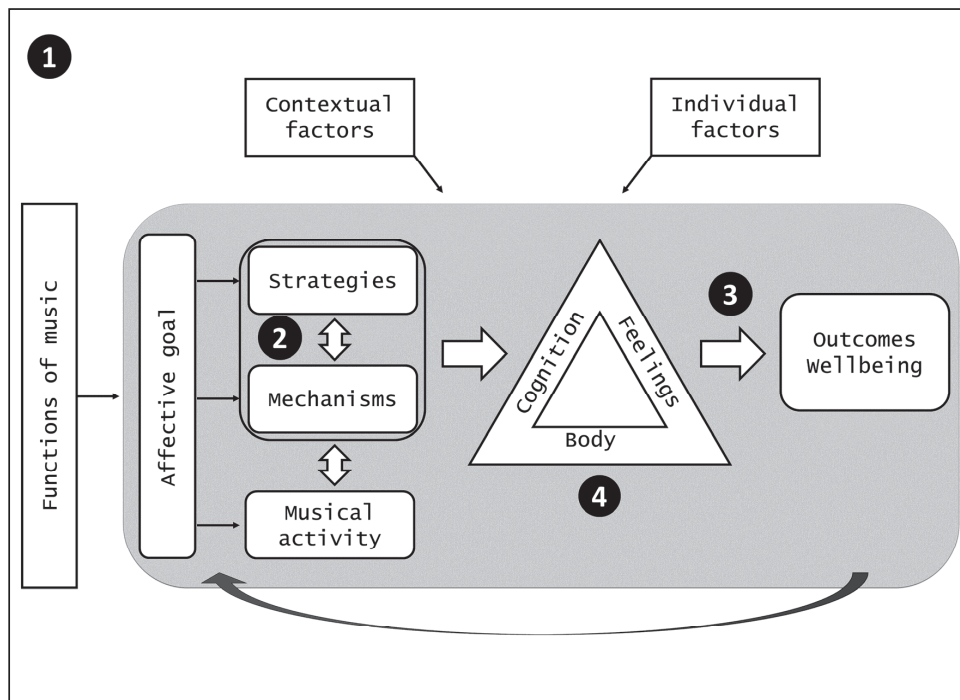 1
Contextual
factors
Individual
factors
Functions of music
Affective goal
Strategies
2
Mechanisms
Musical
activity
Cognition
Feelings
Body
4
3
Outcomes
Wellbeing